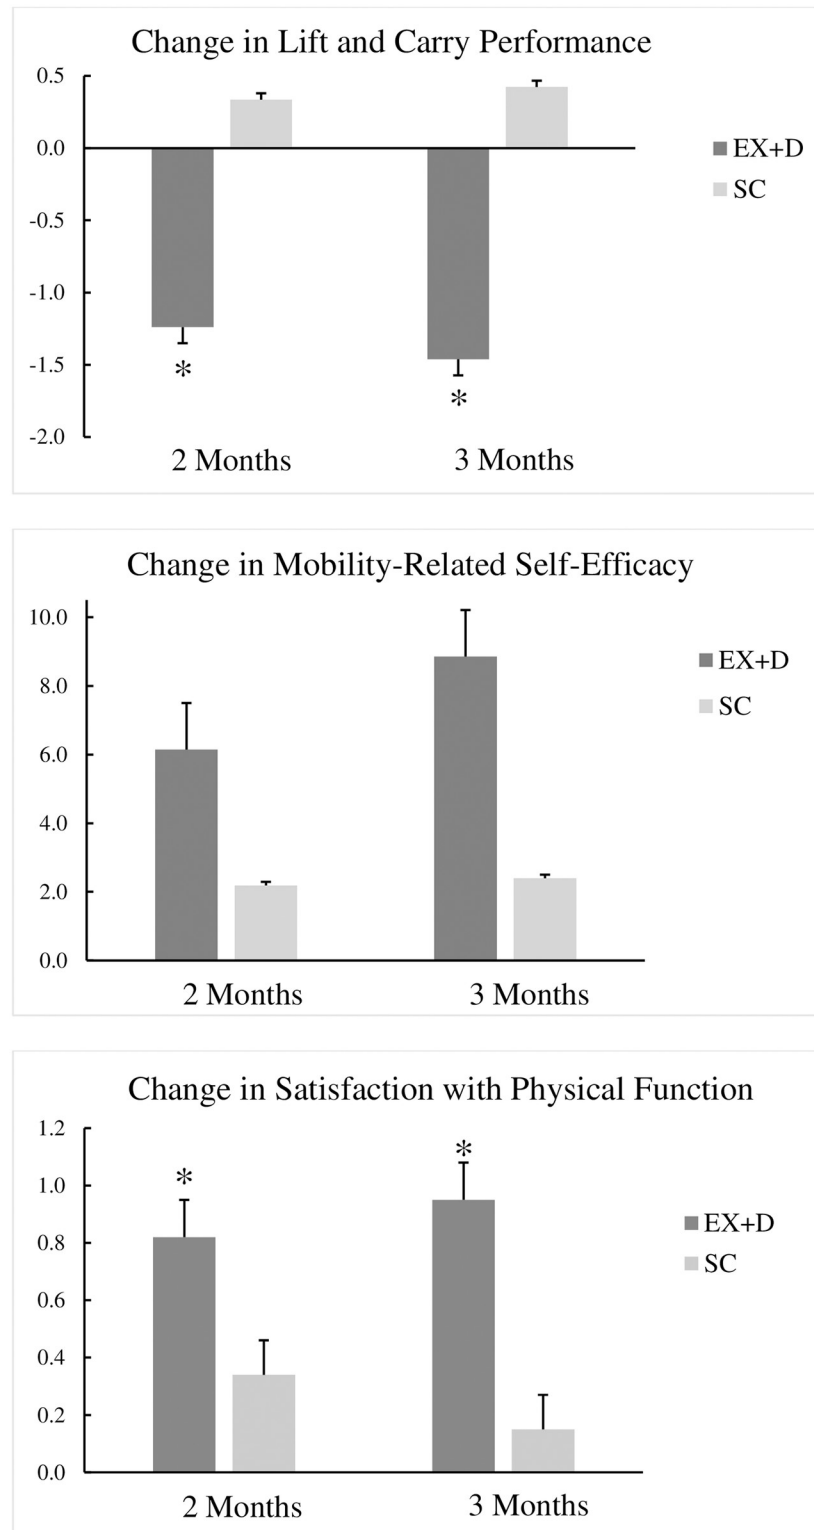 Change in Lift and Carry Performance
0.5
0.0
-0.5
-1.0
-1.5
-2.0
*
*
2 Months
3 Months
EX+D
SC
Change in Mobility-Related Self-Efficacy
10.0
8.0
6.0
4.0
2.0
0.0
2 Months
3 Months
EX+D
SC
Change in Satisfaction with Physical Function
1.2
1.0
0.8
0.6
0.4
0.2
0.0
*
*
2 Months
3 Months
EX+D
SC